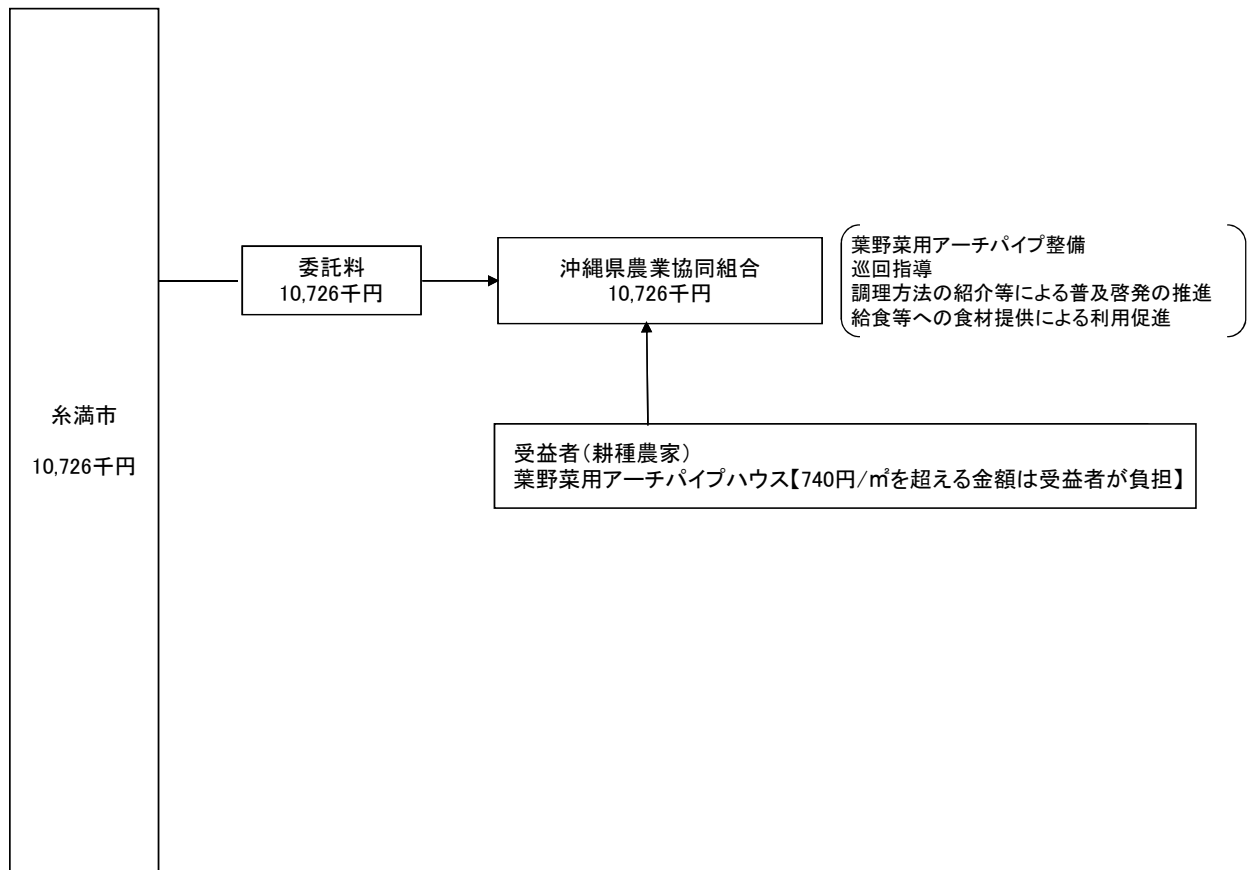 糸満市
10,726千円
委託料
10,726千円
沖縄県農業協同組合
10,726千円
葉野菜用アーチパイプ整備
巡回指導
調理方法の紹介等による普及啓発の推進
給食等への食材提供による利用促進
受益者(耕種農家)
葉野菜用アーチパイプハウス【740円/㎡を超える金額は受益者が負担】